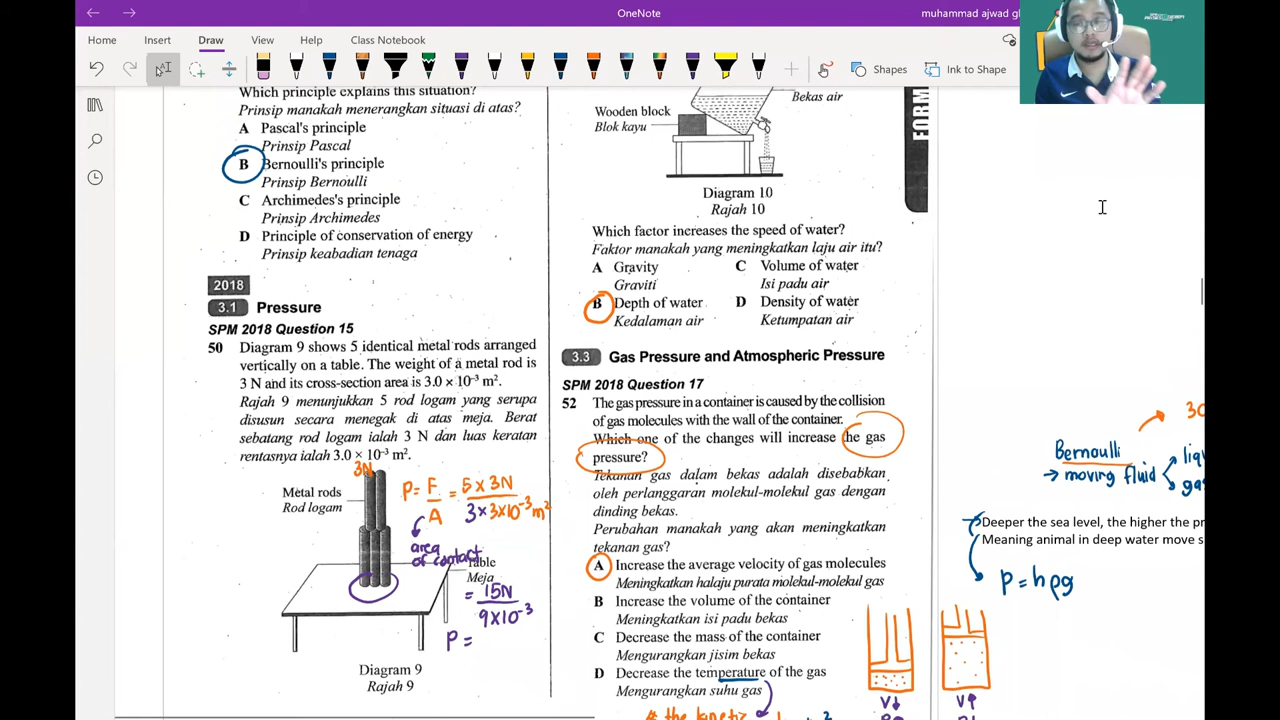 OneNote
muhammad ajwad gh
Home Insert Draw View Help Class Notebook
Shapes
Ink to Shape
Which principle explains this situation?
Prinsip manakah menerangkan situasi di atas?
A Pascal's principle
Prinsip Pascal
B Bernoulli's principle
Prinsip Bernoulli
C Archimedes's principle
Prinsip Archimedes
D Principle of conservation of energy
Prinsip keabadian tenaga
2018
3.1 Pressure
SPM 2018 Question 15
50 Diagram 9 shows 5 identical metal rods arranged
vertically on a table. The weight of a metal rod is
3 N and its cross-section area is 3.0 × 10⁻³ m².
Rajah 9 menunjukkan 5 rod logam yang serupa
disusun secara menegak di atas meja. Berat
sebatang rod logam ialah 3 N dan luas keratan
rentasnya ialah 3.0 × 10⁻³ m².
3N
Metal rods
Rod logam
P = F/A = 5 × 3N / 3 × 3×10⁻³ m²
area
of contact
Table
Meja
= 15N / 9×10⁻³
P =
Diagram 9
Rajah 9
Bekas air
Wooden block
Blok kayu
Diagram 10
Rajah 10
Which factor increases the speed of water?
Faktor manakah yang meningkatkan laju air itu?
A Gravity
Graviti
C Volume of water
Isi padu air
B Depth of water
Kedalaman air
D Density of water
Ketumpatan air
3.3 Gas Pressure and Atmospheric Pressure
SPM 2018 Question 17
52 The gas pressure in a container is caused by the collision
of gas molecules with the wall of the container.
Which one of the changes will increase he gas
pressure?
Tekanan gas dalam bekas adalah disebabkan
oleh perlanggaran molekul-molekul gas dengan
dinding bekas.
Perubahan manakah yang akan meningkatkan
tekanan gas?
A Increase the average velocity of gas molecules
Meningkatkan halaju purata molekul-molekul gas
B Increase the volume of the container
Meningkatkan isi padu bekas
C Decrease the mass of the container
Mengurangkan jisim bekas
D Decrease the temperature of the gas
Mengurangkan suhu gas
the kinetic
V↓
V↑
FORM
30
Bernoulli
→ moving fluid
liq
gas
Deeper the sea level, the higher the pr
Meaning animal in deep water move s
P = hρg